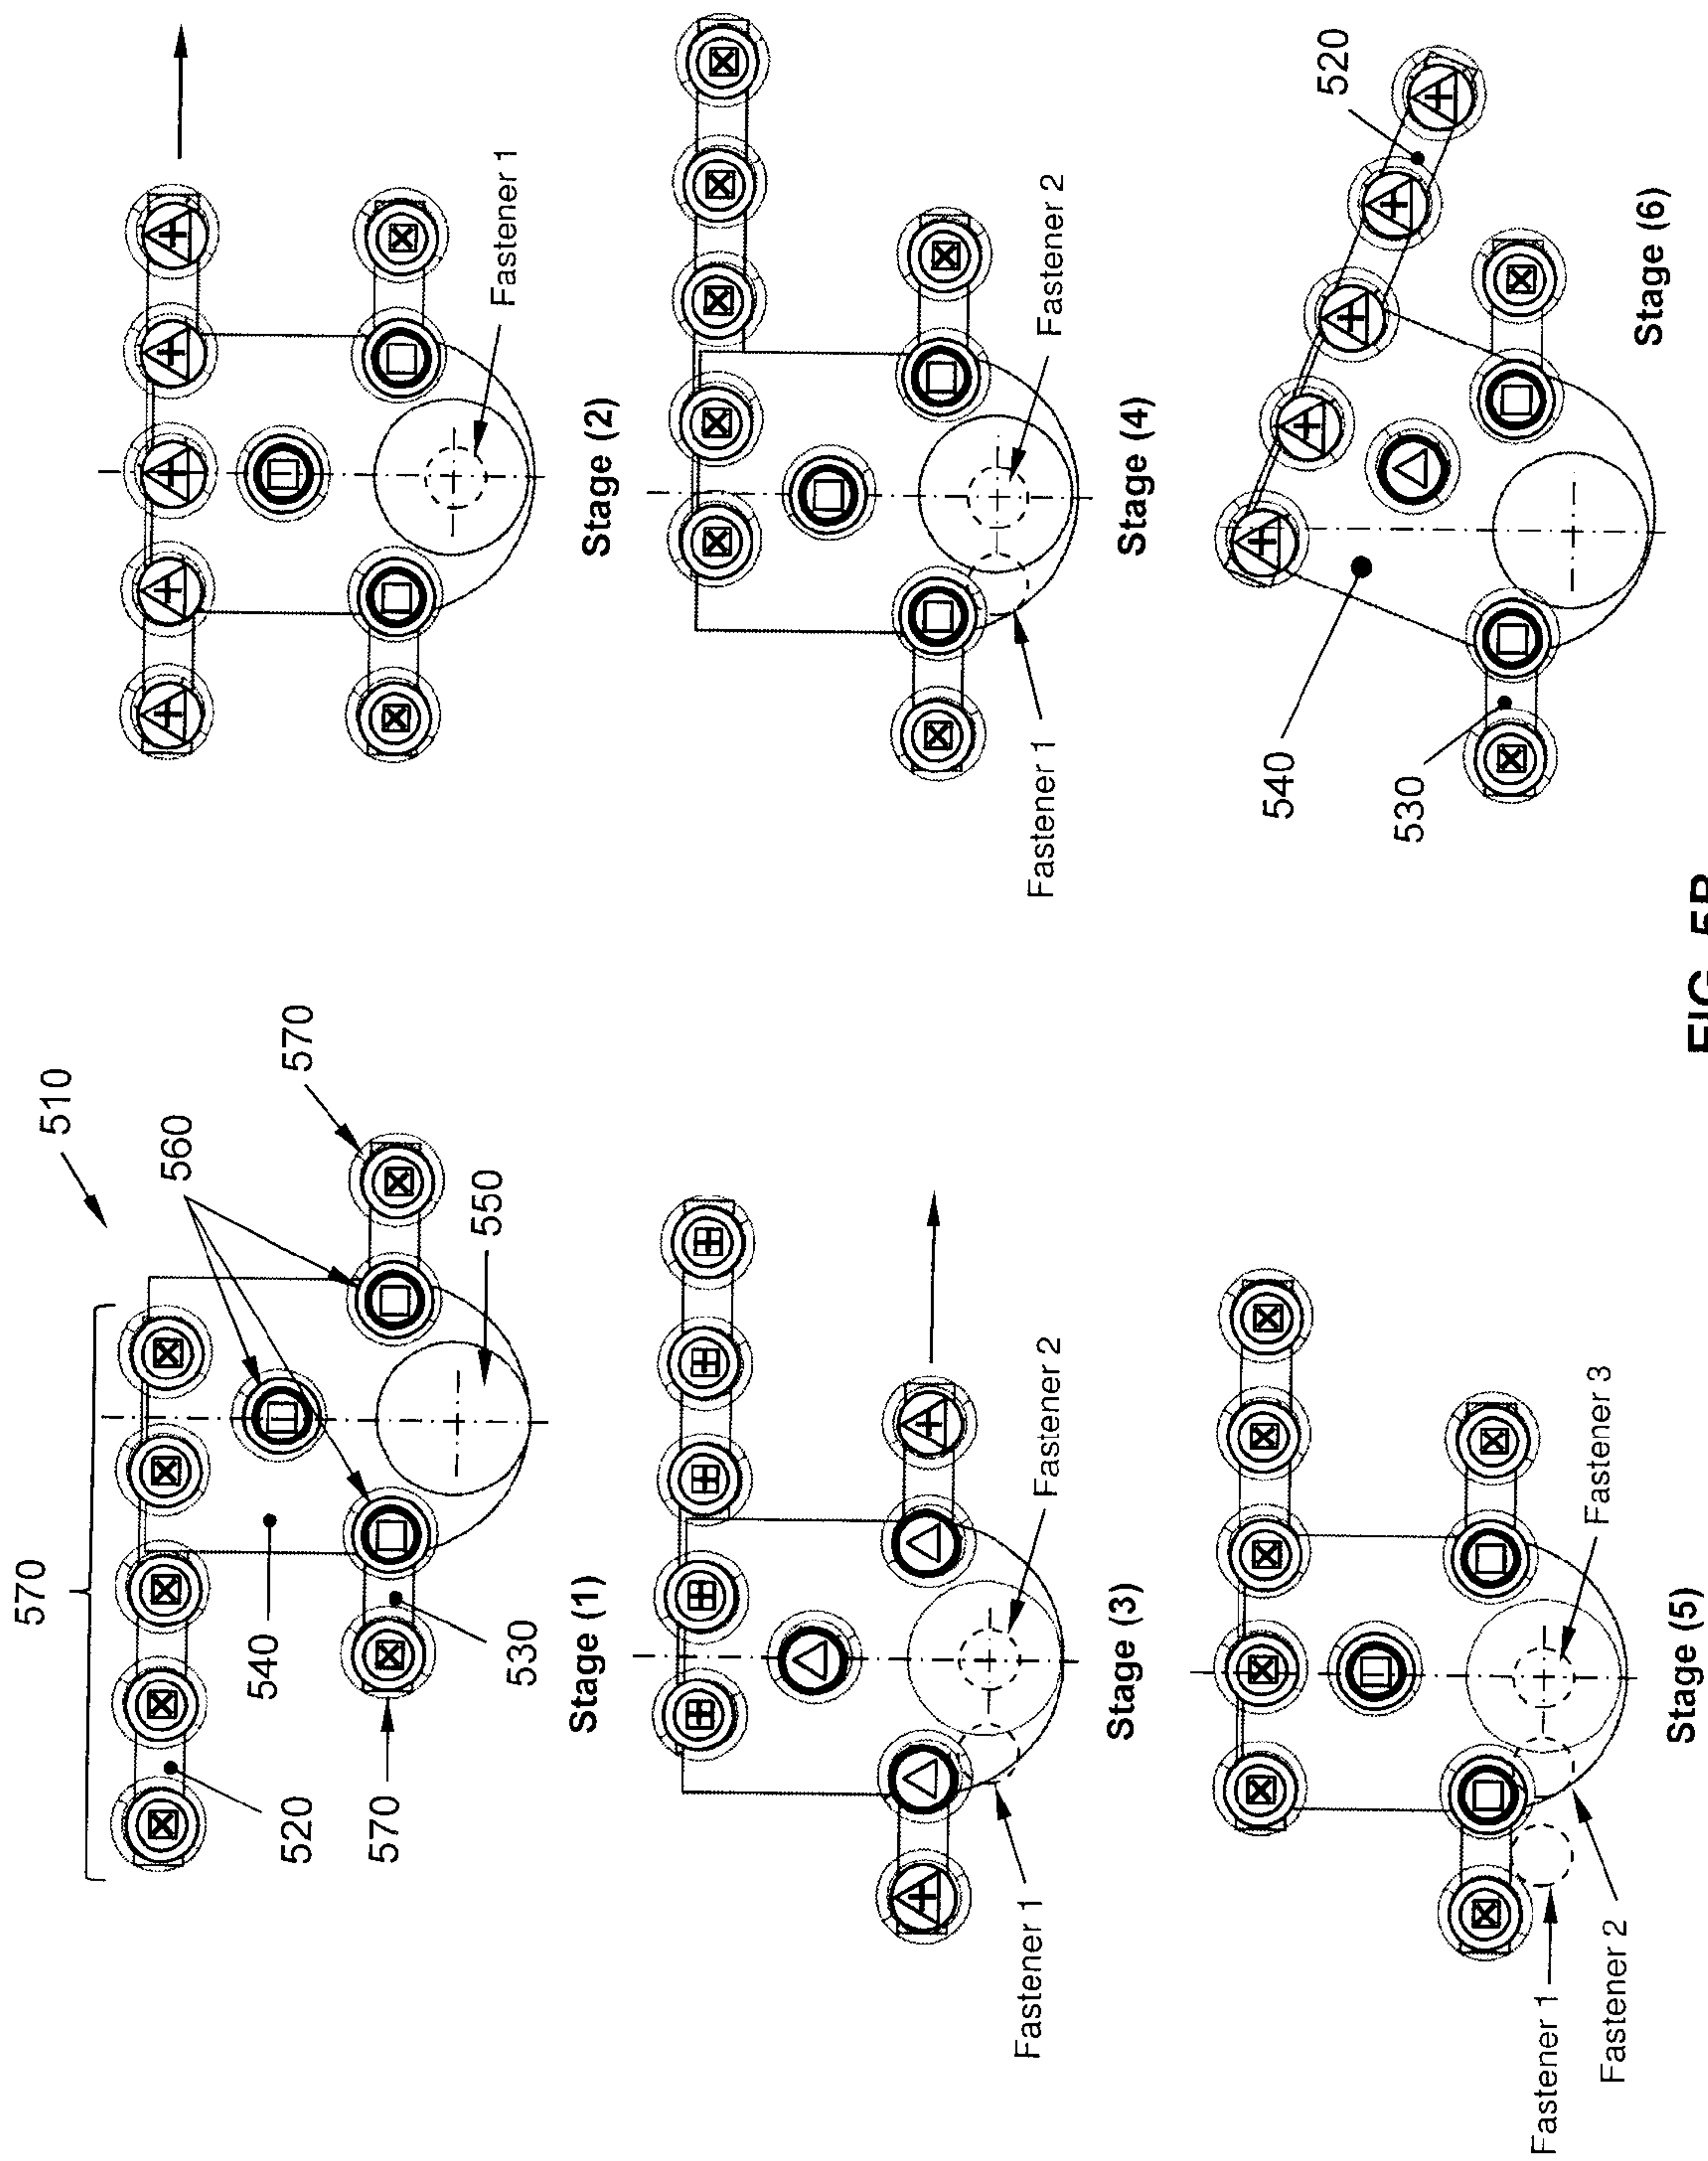 510
570
560
570
540
550
520
570
530
Stage (1)
Fastener 1
Stage (2)
Fastener 1
Fastener 2
Stage (3)
Fastener 1
Fastener 2
Stage (4)
Fastener 1
Fastener 2
Fastener 3
Stage (5)
540
530
520
Stage (6)
FIG. 5B